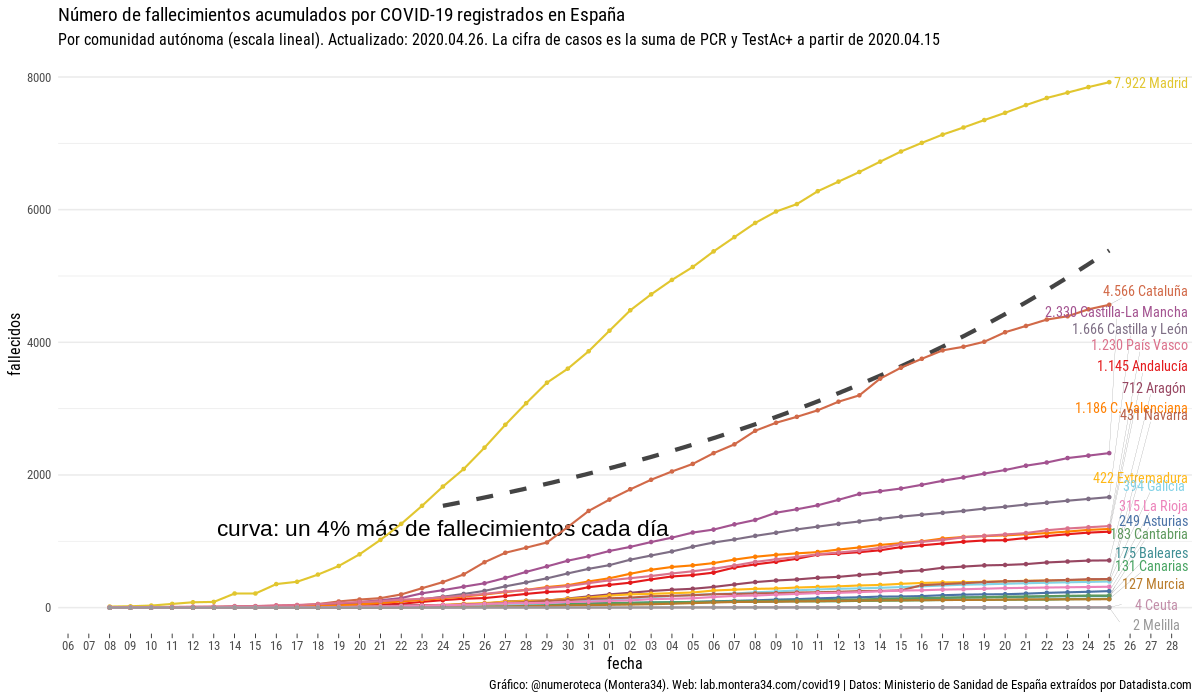 Número de fallecimientos acumulados por COVID-19 registrados en España
Por comunidad autónoma (escala lineal). Actualizado: 2020.04.26. La cifra de casos es la suma de PCR y TestAc+ a partir de 2020.04.15
8000
6000
4000
2000
0
fallecidos
7.922 Madrid
4.566 Cataluña
2.330 Castilla-La Mancha
1.666 Castilla y León
1.230 País Vasco
1.145 Andalucía
712 Aragón
1.186 C. Valenciana
431 Navarra
422 Extremadura
394 Galicia
315 La Rioja
249 Asturias
183 Cantabria
175 Baleares
131 Canarias
127 Murcia
4 Ceuta
2 Melilla
curva: un 4% más de fallecimientos cada día
06 07 08 09 10 11 12 13 14 15 16 17 18 19 20 21 22 23 24 25 26 27 28 29 30 31 01 02 03 04 05 06 07 08 09 10 11 12 13 14 15 16 17 18 19 20 21 22 23 24 25 26 27 28
fecha
Gráfico: @numeroteca (Montera34). Web: lab.montera34.com/covid19 | Datos: Ministerio de Sanidad de España extraídos por Datadista.com